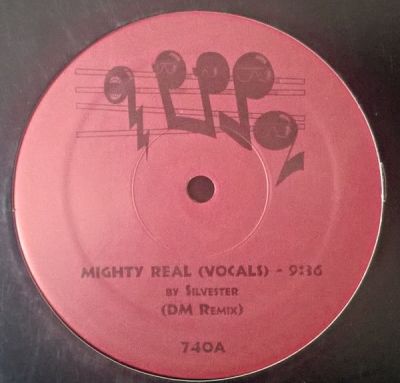 MIGHTY REAL (VOCALS) - 9:36
BY SILVESTER
(DM REMIX)
740A